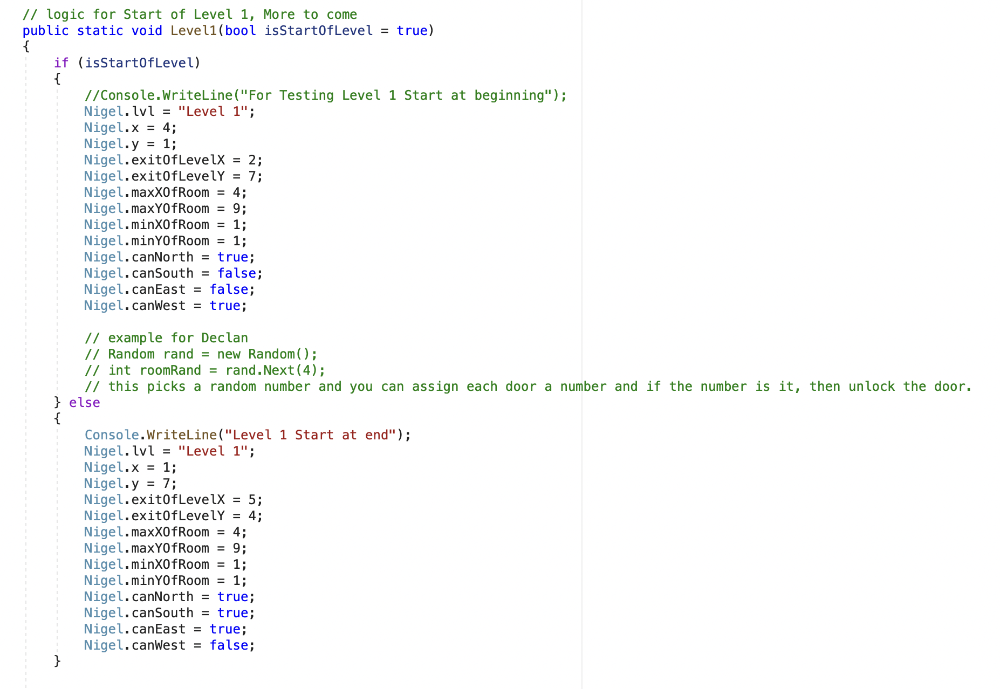 // logic for Start of Level 1, More to come
public static void Level1(bool isStartOfLevel = true)
{
    if (isStartOfLevel)
    {
        //Console.WriteLine("For Testing Level 1 Start at beginning");
        Nigel.lvl = "Level 1";
        Nigel.x = 4;
        Nigel.y = 1;
        Nigel.exitOfLevelX = 2;
        Nigel.exitOfLevelY = 7;
        Nigel.maxXOfRoom = 4;
        Nigel.maxYOfRoom = 9;
        Nigel.minXOfRoom = 1;
        Nigel.minYOfRoom = 1;
        Nigel.canNorth = true;
        Nigel.canSouth = false;
        Nigel.canEast = false;
        Nigel.canWest = true;

        // example for Declan
        // Random rand = new Random();
        // int roomRand = rand.Next(4);
        // this picks a random number and you can assign each door a number and if the number is it, then unlock the door.
    } else
    {
        Console.WriteLine("Level 1 Start at end");
        Nigel.lvl = "Level 1";
        Nigel.x = 1;
        Nigel.y = 7;
        Nigel.exitOfLevelX = 5;
        Nigel.exitOfLevelY = 4;
        Nigel.maxXOfRoom = 4;
        Nigel.maxYOfRoom = 9;
        Nigel.minXOfRoom = 1;
        Nigel.minYOfRoom = 1;
        Nigel.canNorth = true;
        Nigel.canSouth = true;
        Nigel.canEast = true;
        Nigel.canWest = false;
    }